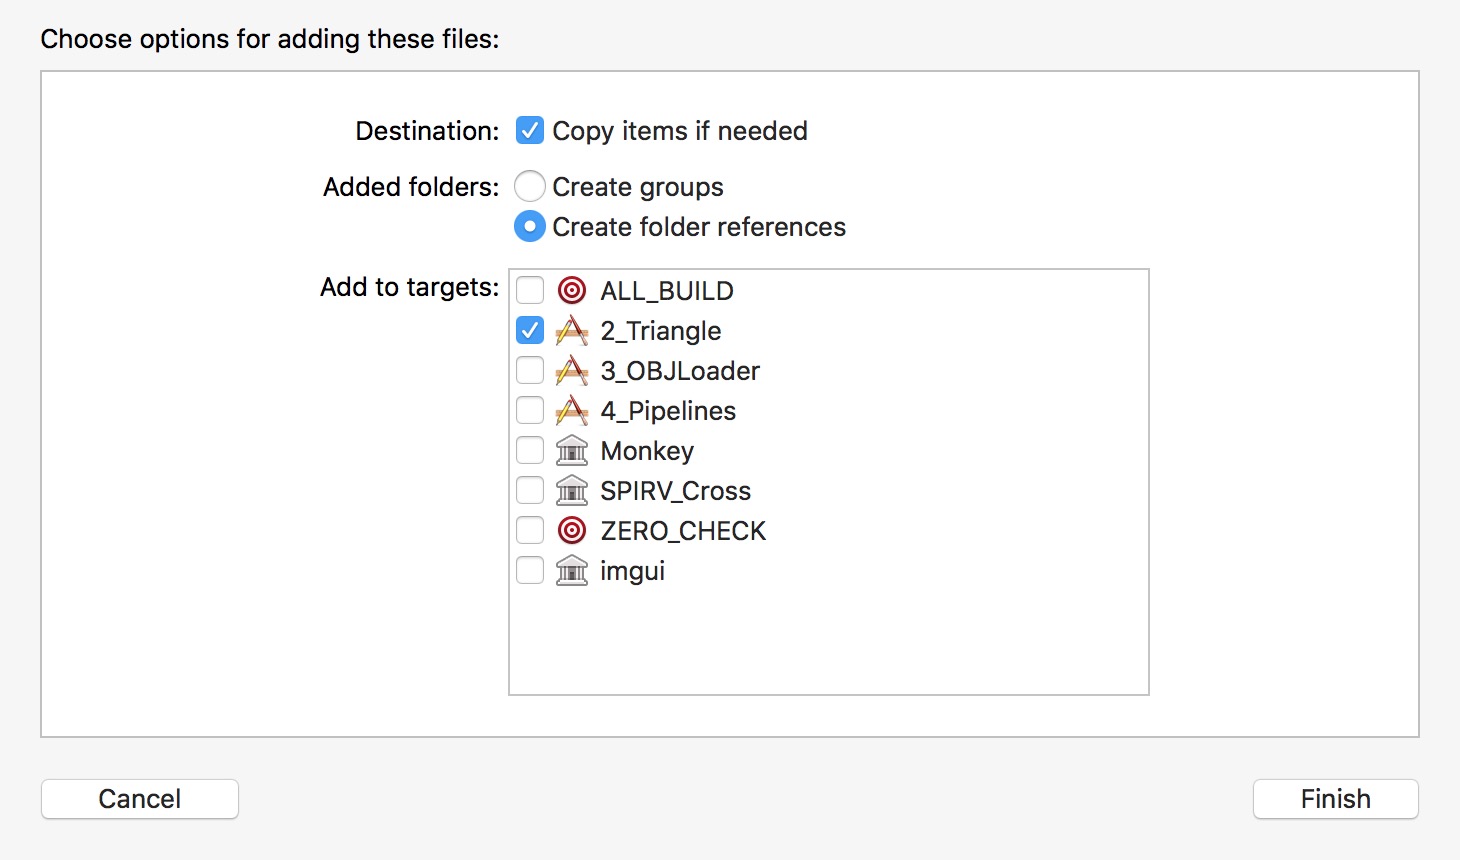 Choose options for adding these files:
Destination: Copy items if needed
Added folders: Create groups
Create folder references
Add to targets: ALL_BUILD
2_Triangle
3_OBJLoader
4_Pipelines
Monkey
SPIRV_Cross
ZERO_CHECK
imgui
Cancel Finish